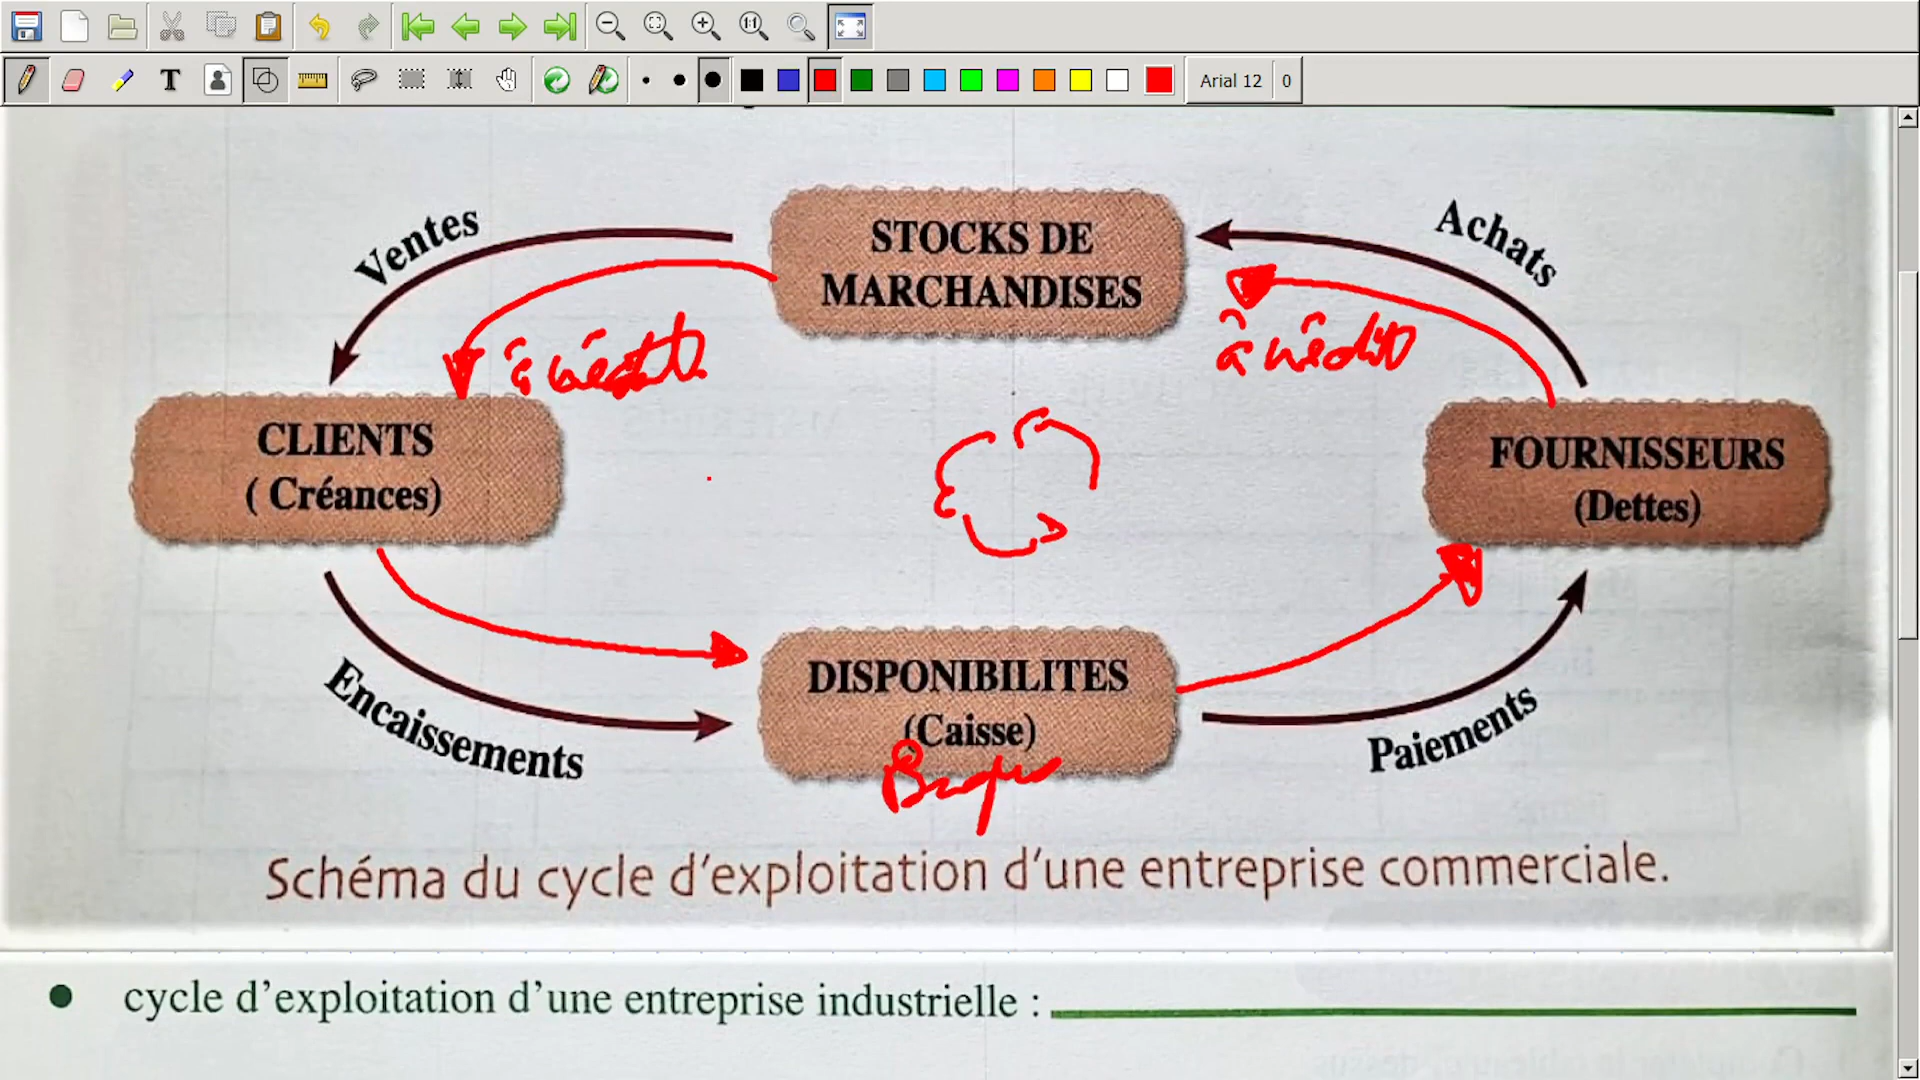 Arial 12 0
Ventes
STOCKS DE
MARCHANDISES
Achats
à crédit
à crédit
CLIENTS
( Créances)
FOURNISSEURS
(Dettes)
Encaissements
DISPONIBILITES
(Caisse)
Paiements
Schéma du cycle d'exploitation d'une entreprise commerciale.
• cycle d'exploitation d'une entreprise industrielle :